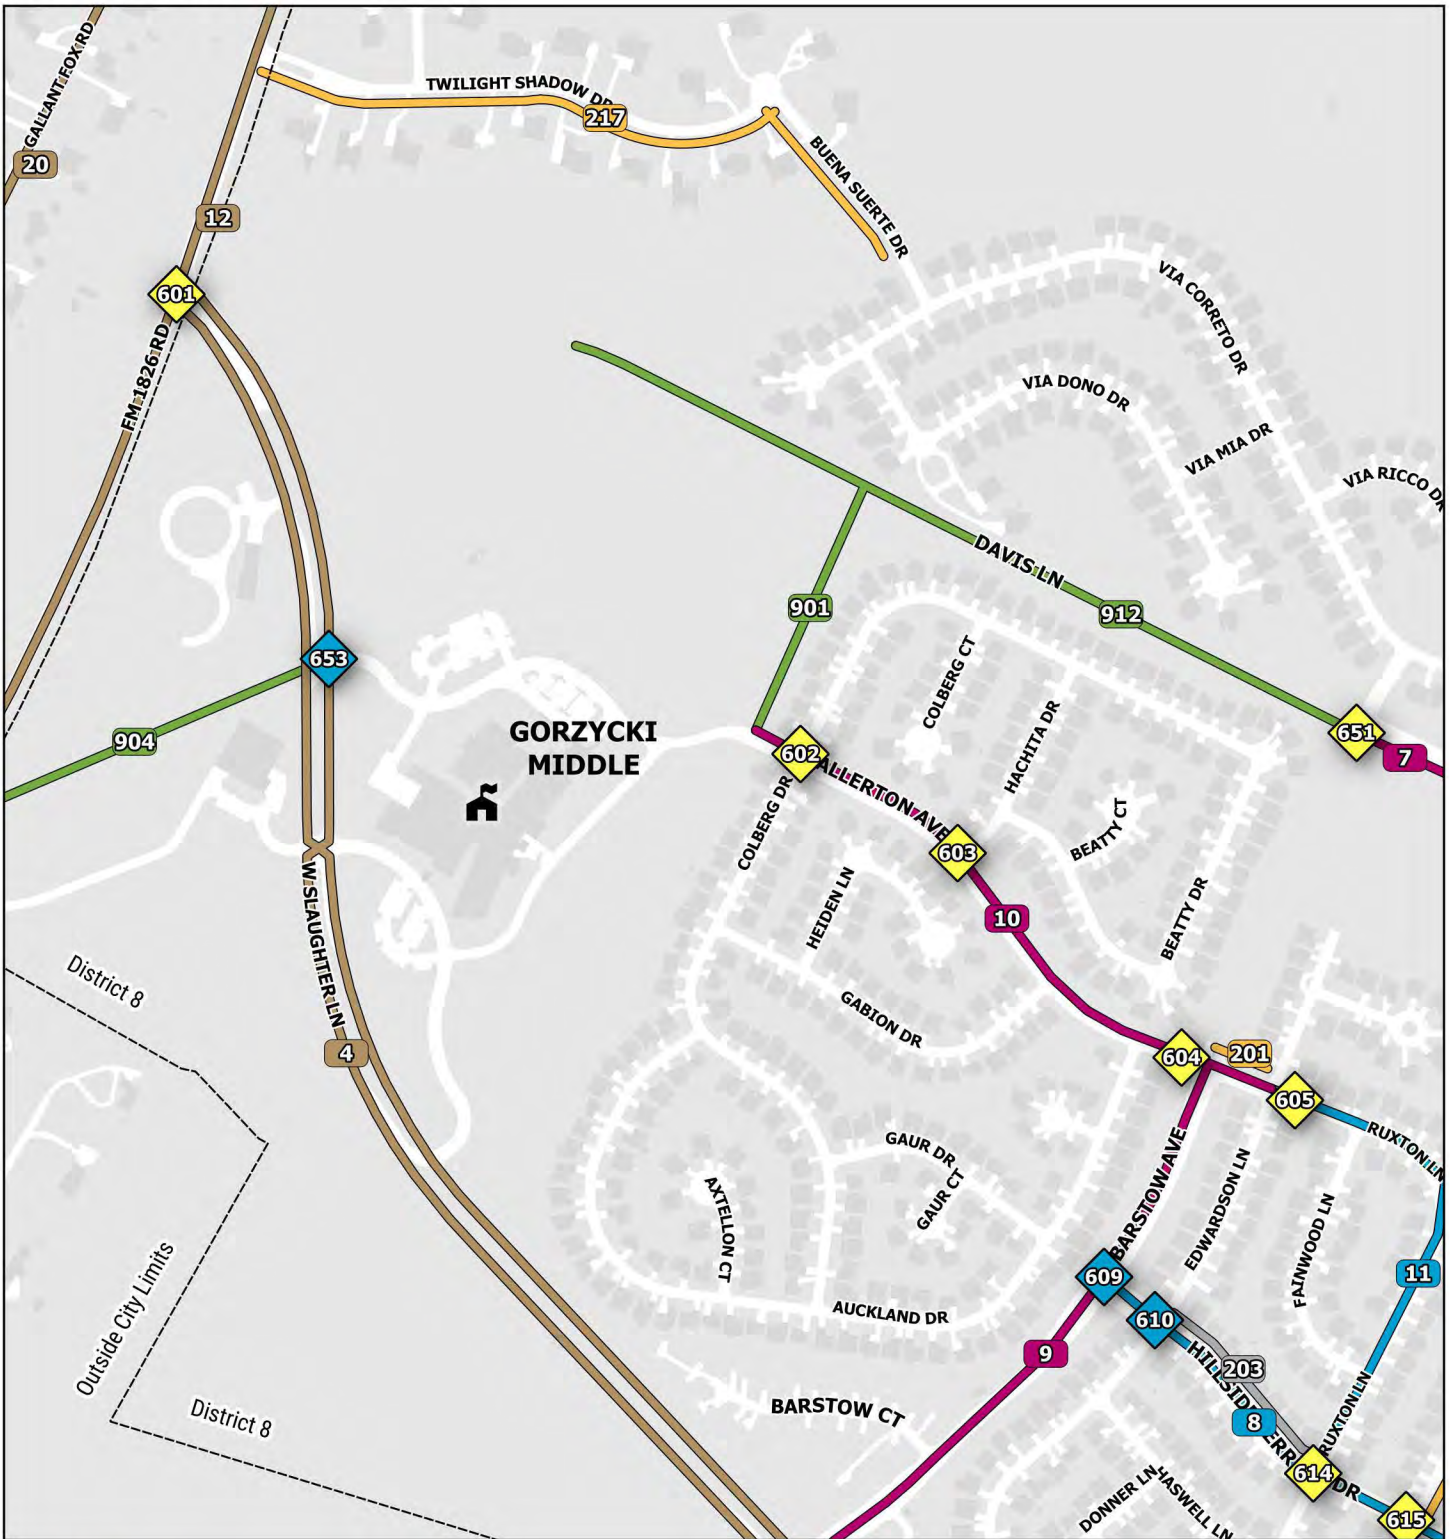 GALLANT FOX RD
20
TWILIGHT SHADOW DR
217
BUENA SUERTE DR
12
601
FM 1826 RD
VIA CORRETO DR
VIA DONO DR
VIA MIA DR
VIA RICCO DR
DAVIS LN
901
912
653
904
COLBERG CT
HACHITA DR
651
7
GORZYCKI
MIDDLE
602
ALLERTON AVE
COLBERG DR
603
BEATTY CT
HEIDEN LN
10
BEATTY DR
W SLAUGHTER LN
District 8
GABION DR
4
604
201
605
RUXTON LN
GAUR DR
GAUR CT
AXTELLON CT
BARSTOW AVE
EDWARDSON LN
FAINWOOD LN
Outside City Limits
609
11
610
AUCKLAND DR
9
HILLSIDE TERR
DR
203
8
RUXTON LN
BARSTOW CT
District 8
614
DONNER LN
HASWELL LN
615